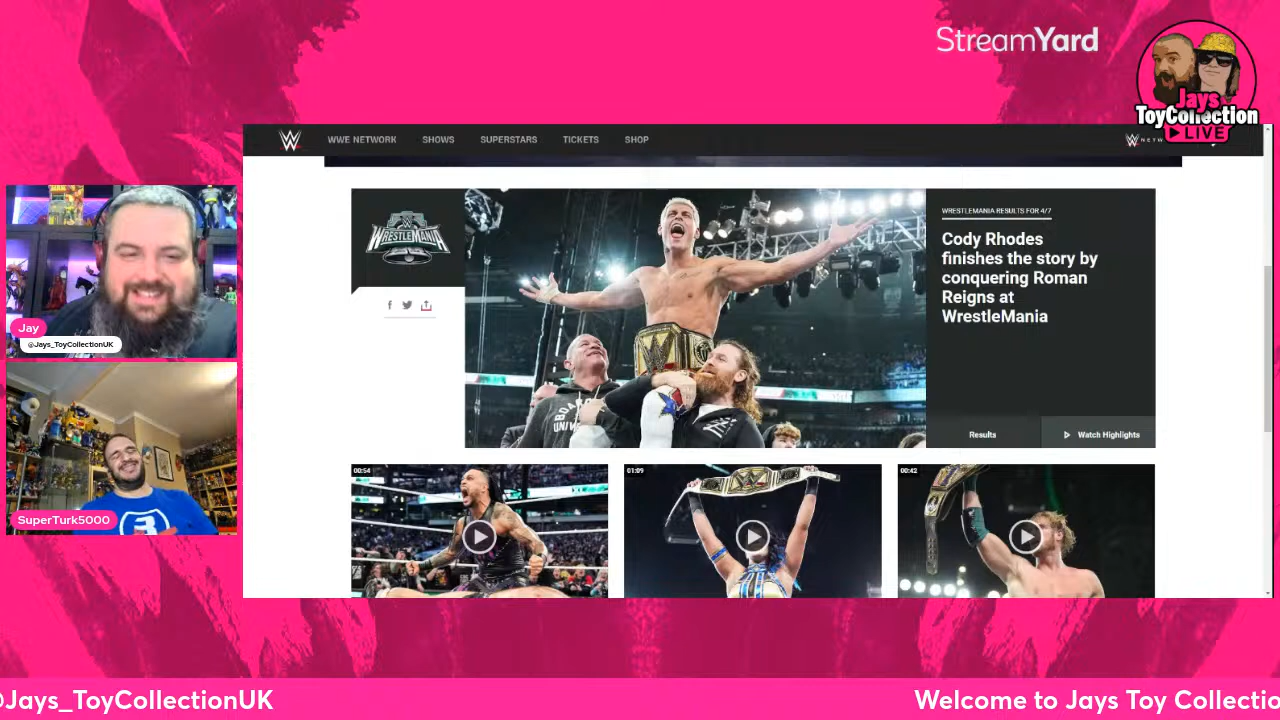 StreamYard
Jays
ToyCollection
LIVE
WWE NETWORK SHOWS SUPERSTARS TICKETS SHOP
WRESTLEMANIA
WRESTLEMANIA RESULTS FOR 4/7
Cody Rhodes
finishes the story by
conquering Roman
Reigns at
WrestleMania
Results Watch Highlights
Jay
@Jays_ToyCollectionUK
SuperTurk5000
00:54 01:09 00:42
@Jays_ToyCollectionUK Welcome to Jays Toy Collectio